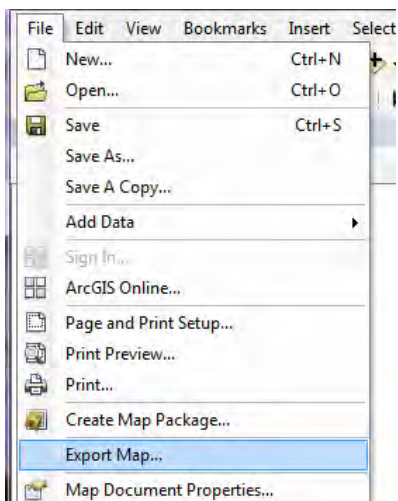 File Edit View Bookmarks Insert Select
New... Ctrl+N
Open... Ctrl+O
Save Ctrl+S
Save As...
Save A Copy...
Add Data
Sign In...
ArcGIS Online...
Page and Print Setup...
Print Preview...
Print...
Create Map Package...
Export Map...
Map Document Properties...